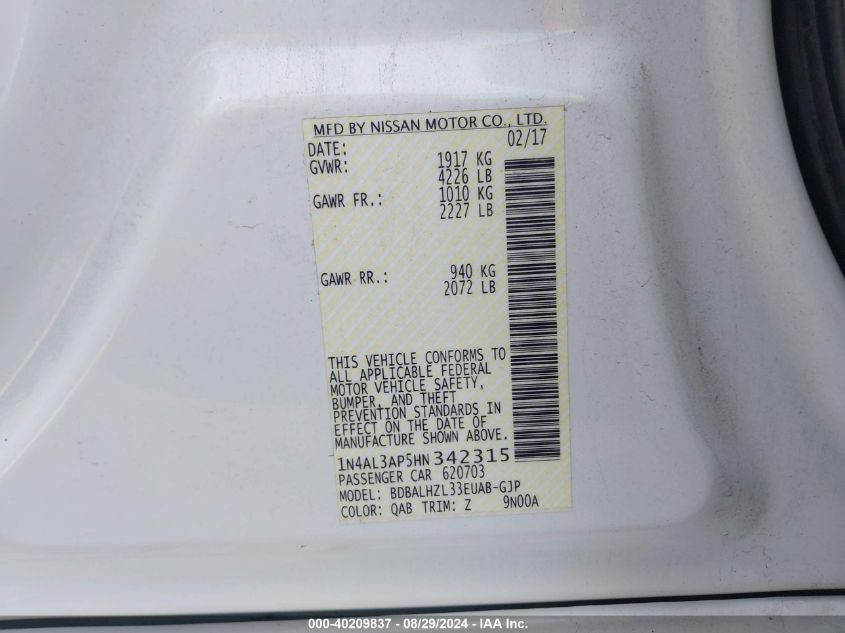 MFD BY NISSAN MOTOR CO., LTD.
DATE: 02/17
GVWR: 1917 KG
4226 LB
GAWR FR.: 1010 KG
2227 LB
GAWR RR.: 940 KG
2072 LB
THIS VEHICLE CONFORMS TO
ALL APPLICABLE FEDERAL
MOTOR VEHICLE SAFETY,
BUMPER, AND THEFT
PREVENTION STANDARDS IN
EFFECT ON THE DATE OF
MANUFACTURE SHOWN ABOVE.
1N4AL3AP5HN342315
PASSENGER CAR 620703
MODEL: BDBALHZL33EUAB-GJP
COLOR: QAB TRIM: Z 9N00A
000-40209837 - 08/29/2024 - IAA Inc.